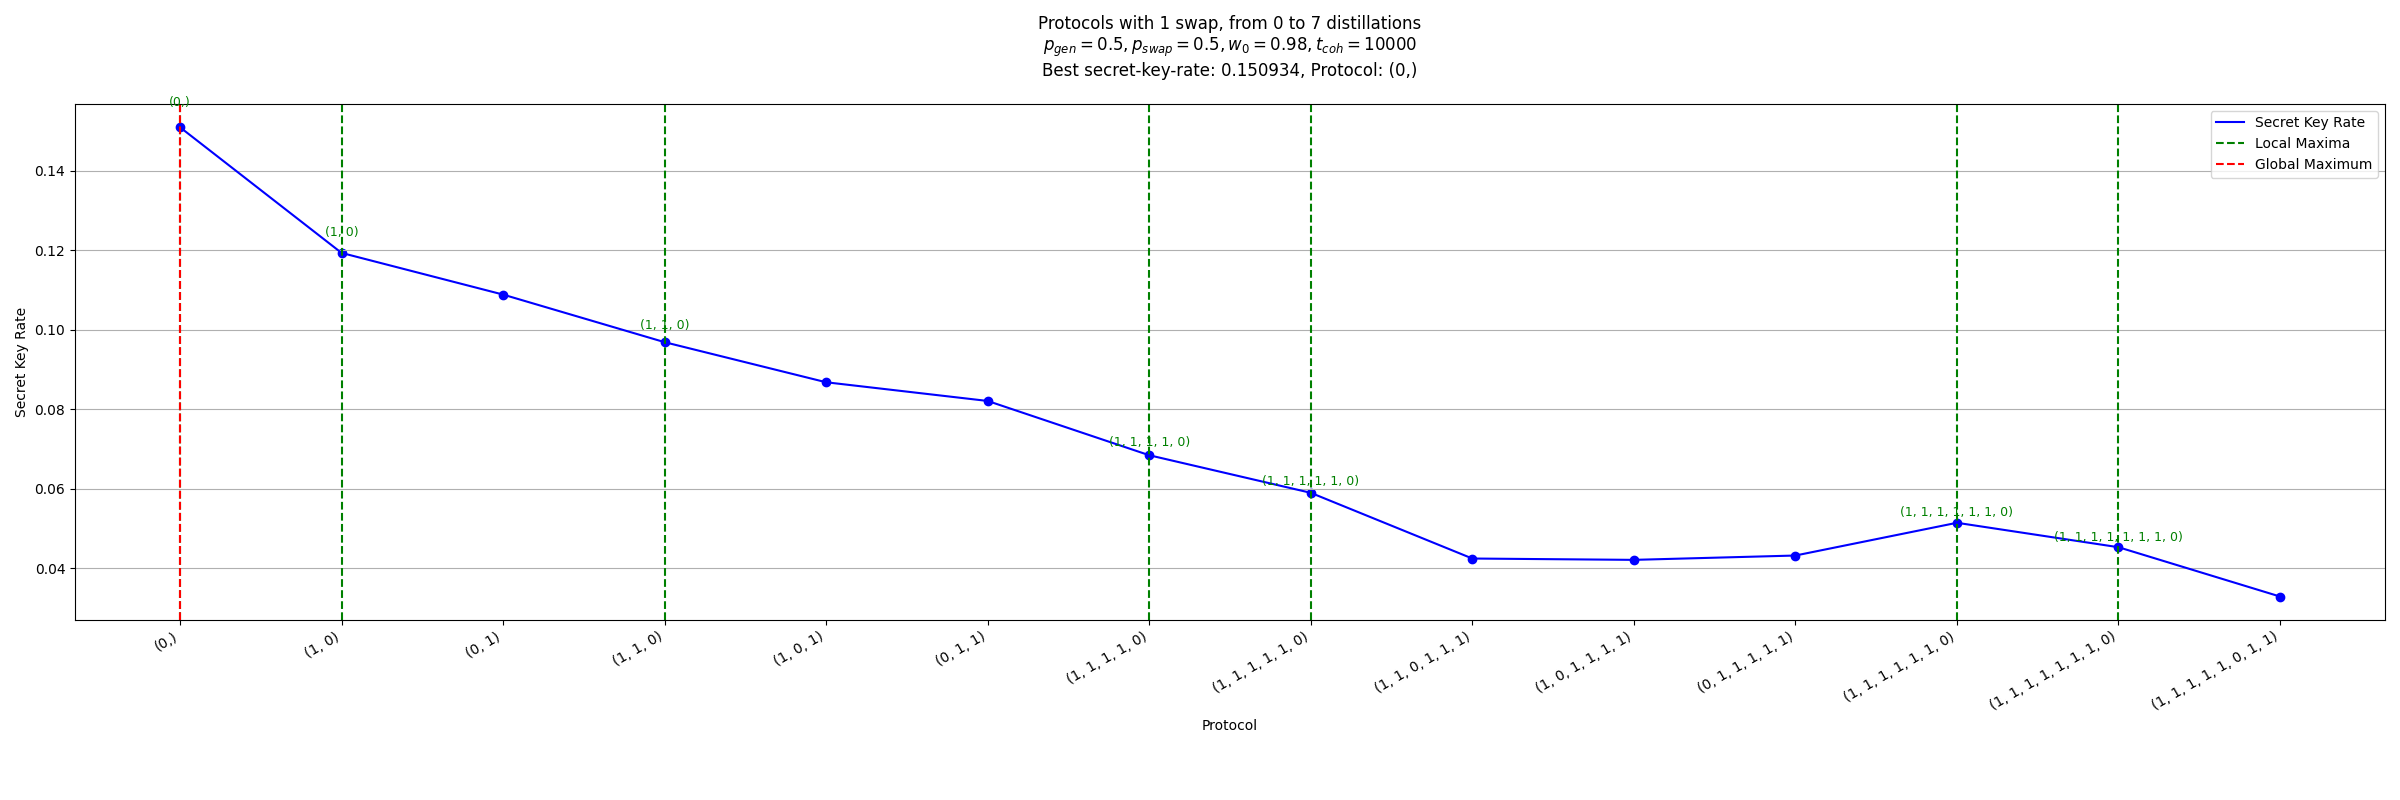 Protocols with 1 swap, from 0 to 7 distillations
p_gen = 0.5, p_swap = 0.5, w_0 = 0.98, t_coh = 10000
Best secret-key-rate: 0.150934, Protocol: (0,)
Secret Key Rate
Local Maxima
Global Maximum
(0,)
(1, 0)
(1, 1, 0)
(1, 1, 1, 1, 0)
(1, 1, 1, 1, 1, 0)
(1, 1, 1, 1, 1, 1, 0)
(1, 1, 1, 1, 1, 1, 1, 0)
Secret Key Rate
0.14
0.12
0.10
0.08
0.06
0.04
(0,)
(1, 0)
(0, 1)
(1, 1, 0)
(1, 0, 1)
(0, 1, 1)
(1, 1, 1, 1, 0)
(1, 1, 1, 1, 1, 0)
(1, 1, 0, 1, 1, 1)
(1, 0, 1, 1, 1, 1)
(0, 1, 1, 1, 1, 1)
(1, 1, 1, 1, 1, 1, 0)
(1, 1, 1, 1, 1, 1, 1, 0)
(1, 1, 1, 1, 1, 0, 1, 1)
Protocol